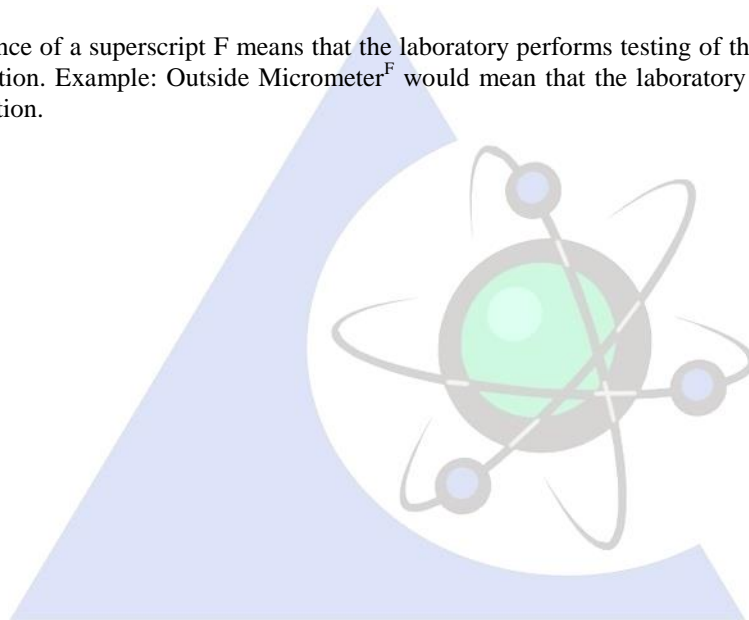 nce of a superscript F means that the laboratory performs testing of th
tion. Example: Outside Micrometer^F would mean that the laboratory
tion.